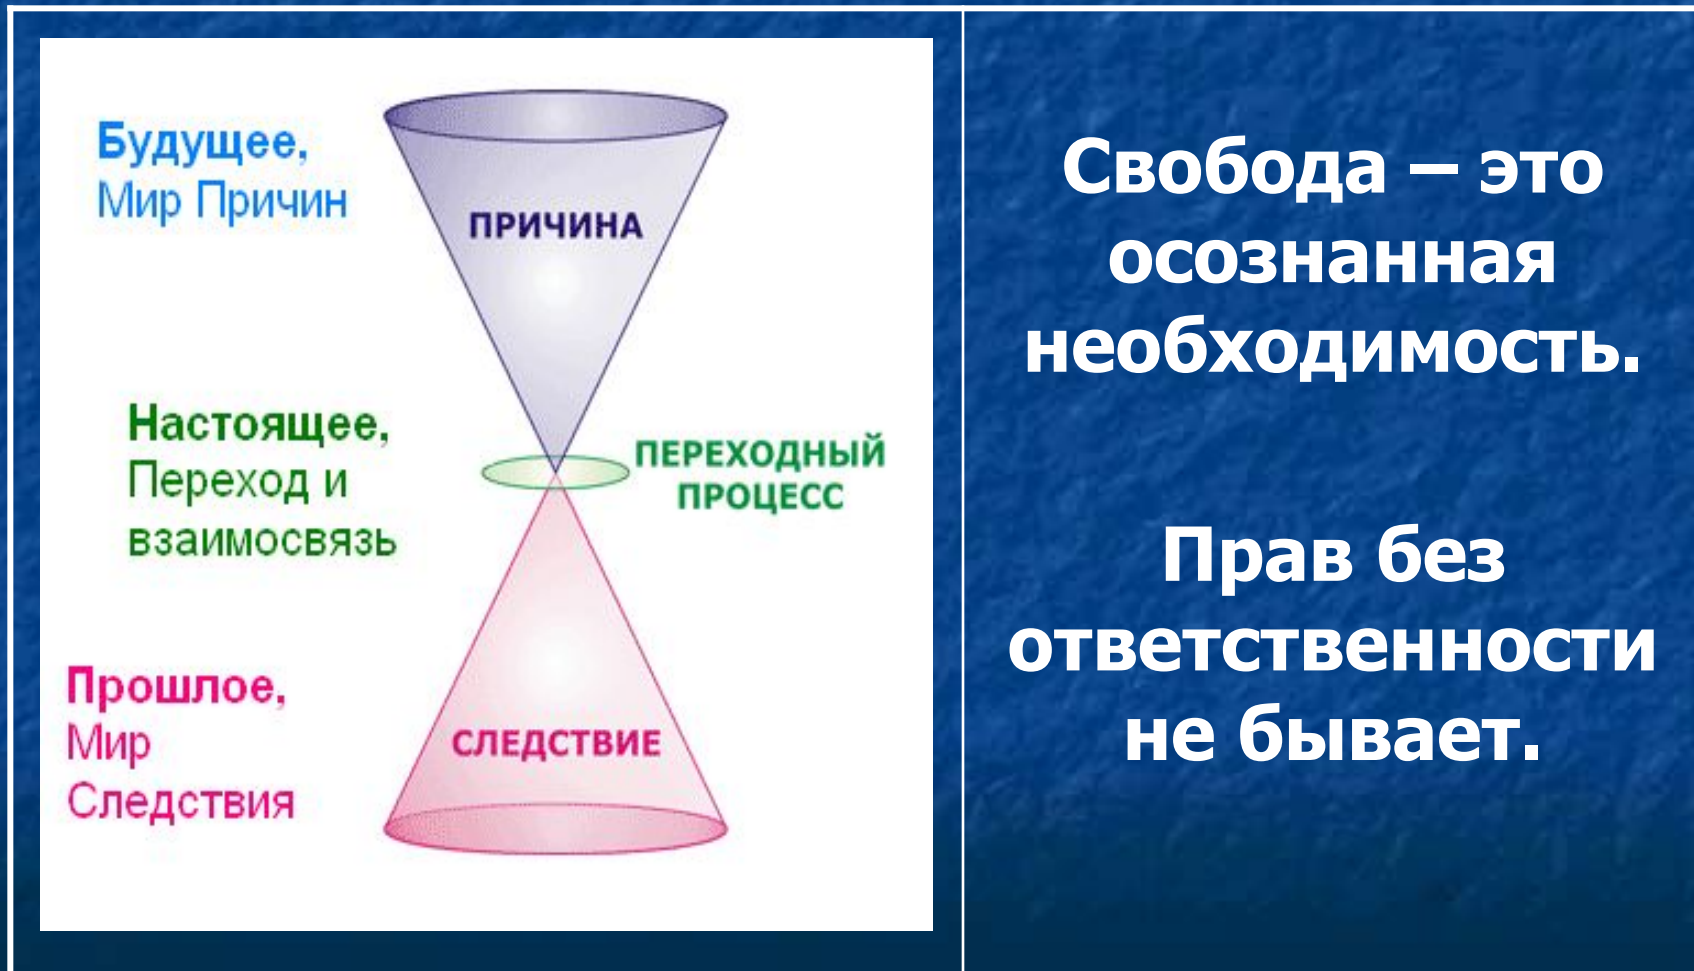 Будущее,
Мир Причин
ПРИЧИНА
Настоящее,
Переход и
взаимосвязь
ПЕРЕХОДНЫЙ
ПРОЦЕСС
Прошлое,
Мир
Следствия
СЛЕДСТВИЕ
Свобода – это
осознанная
необходимость.
Прав без
ответственности
не бывает.